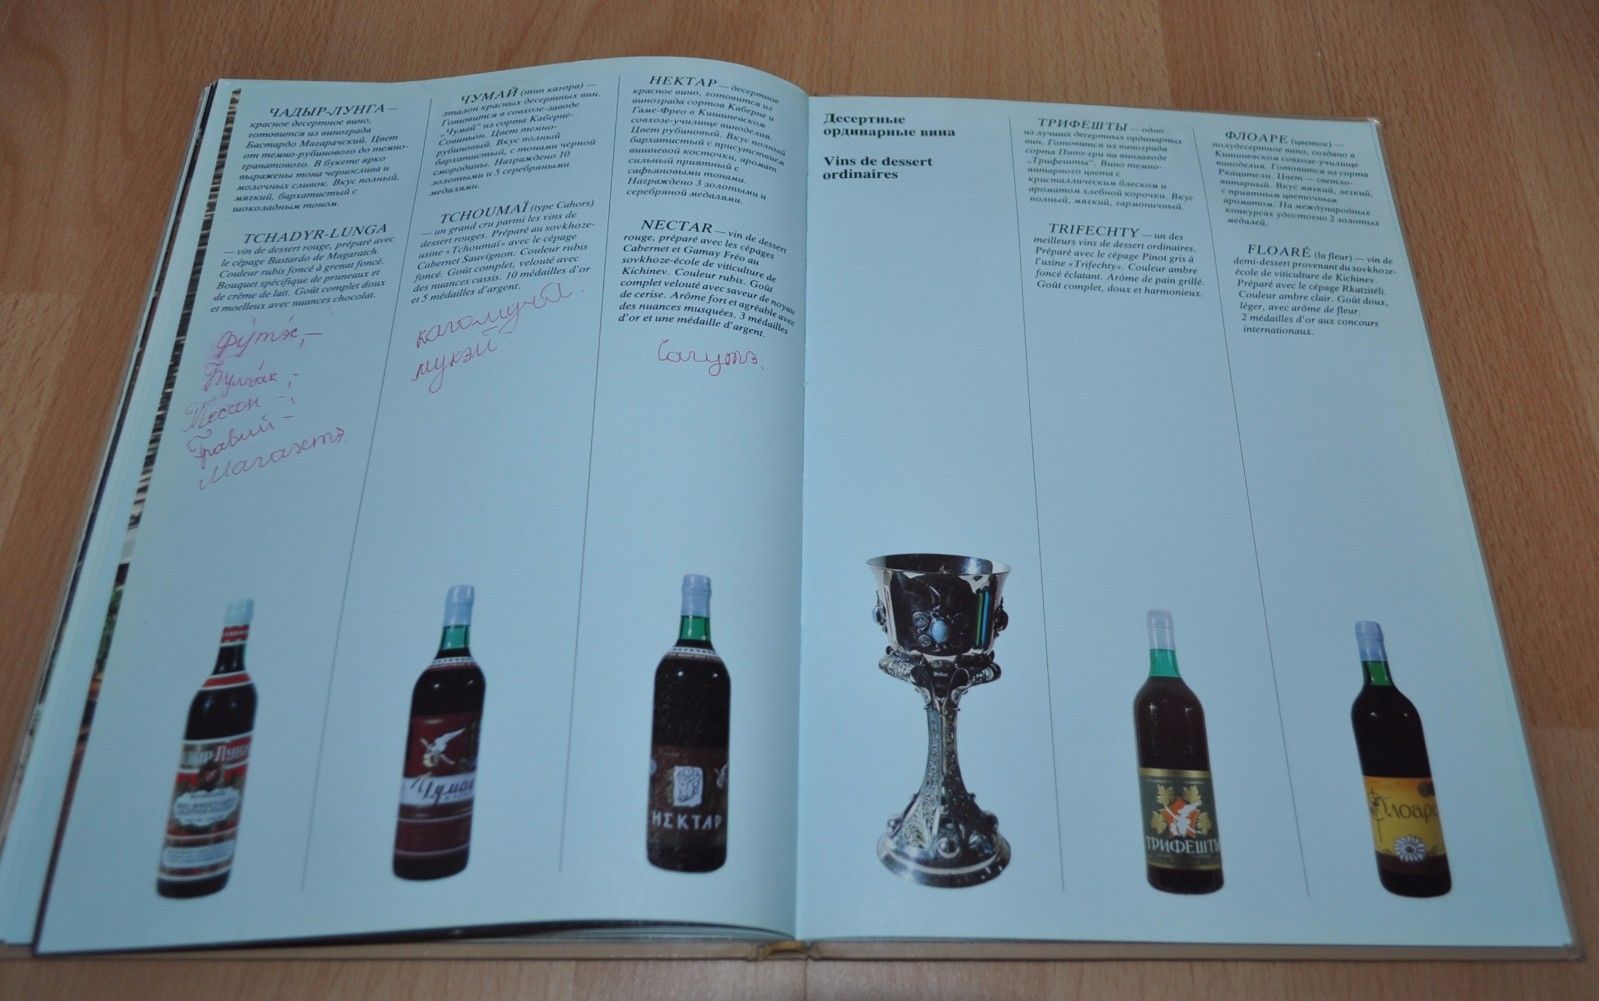 ЧАДЫР-ЛУНГА —
красное десертное вино,
готовится из винограда
Бастардо Магарачский. Цвет
от темно-рубинового до темно-
гранатового. В букете ярко
выражены тона чернослива и
молочных сливок. Вкус полный,
мягкий, бархатистый с
шоколадным тоном.
TCHADYR-LUNGA
— vin de dessert rouge, préparé avec
le cépage Bastardo de Magaratch.
Couleur rubis foncé à grenat foncé.
Bouquet spécifique de pruneaux et
de crème de lait. Goût complet doux
et moelleux avec nuances chocolat.
ЧУМАЙ (тип кагора) —
эталон красных десертных вин.
Готовится в совхозе-заводе
„Чумай" из сорта Каберне-
Совиньон. Цвет темно-
рубиновый. Вкус полный
бархатистый, с тонами черной
смородины. Награждено 10
золотыми и 5 серебряными
медалями.
TCHOUMAÏ (type Cahors)
— un grand cru parmi les vins de
dessert rouges. Préparé au sovkhoze-
usine «Tchoumaï» avec le cépage
Cabernet Sauvignon. Couleur rubis
foncé. Goût complet, velouté avec
nuances cassis. 10 médailles d'or
et 5 médailles d'argent.
НЕКТАР — десертное
красное вино, готовится из
винограда сортов Каберне и
Гаме-Фрео в Кишиневском
совхозе-училище виноделия.
Цвет рубиновый. Вкус полный
бархатистый с присутствием
вишневой косточки, аромат
сильный приятный с
сафьяновыми тонами.
Награждено 3 золотыми и
серебряной медалями.
NECTAR — vin de dessert
rouge, préparé avec les cépages
Cabernet et Gamay Fréo au
sovkhoze-école de viticulture de
Kichinev. Couleur rubis. Goût
complet velouté avec saveur de noyau
de cerise. Arôme fort et agréable avec
des nuances musquées. 3 médailles
d'or et une médaille d'argent.
Булгак
Песcон
Гравий
Десертные
ординарные вина
Vins de dessert
ordinaires
ТРИФЕШТЫ — одно
из лучших десертных ординарных
вин. Готовится из винограда
сорта Пино-гри на винзаводе
„Трифешты". Вино темно-
янтарного цвета с
кристаллическим блеском и
ароматом хлебной корочки. Вкус
полный, мягкий, гармоничный.
TRIFECHTY — un des
meilleurs vins de dessert ordinaires.
Préparé avec le cépage Pinot gris à
l'usine «Trifechty». Couleur ambre
foncé éclatant. Arôme de pain grillé.
Goût complet, doux et harmonieux.
ФЛОАРЕ (цветок) —
полудесертное вино, создано в
Кишиневском совхозе-училище
виноделия. Готовится из сорта
Ркацители. Цвет — светло-
янтарный. Вкус мягкий, легкий,
с приятным цветочным
ароматом. На международных
конкурсах удостоено 2 золотых
медалей.
FLOARÉ (la fleur) — vin de
demi-dessert provenant du sovkhoze-
école de viticulture de Kichinev.
Préparé avec le cépage Rkatzitéli.
Couleur ambre clair. Goût doux,
léger, avec arôme de fleur.
2 médailles d'or aux concours
internationaux.
Чумай
НЕКТАР
ТРИФЕШТЫ
Флоаре